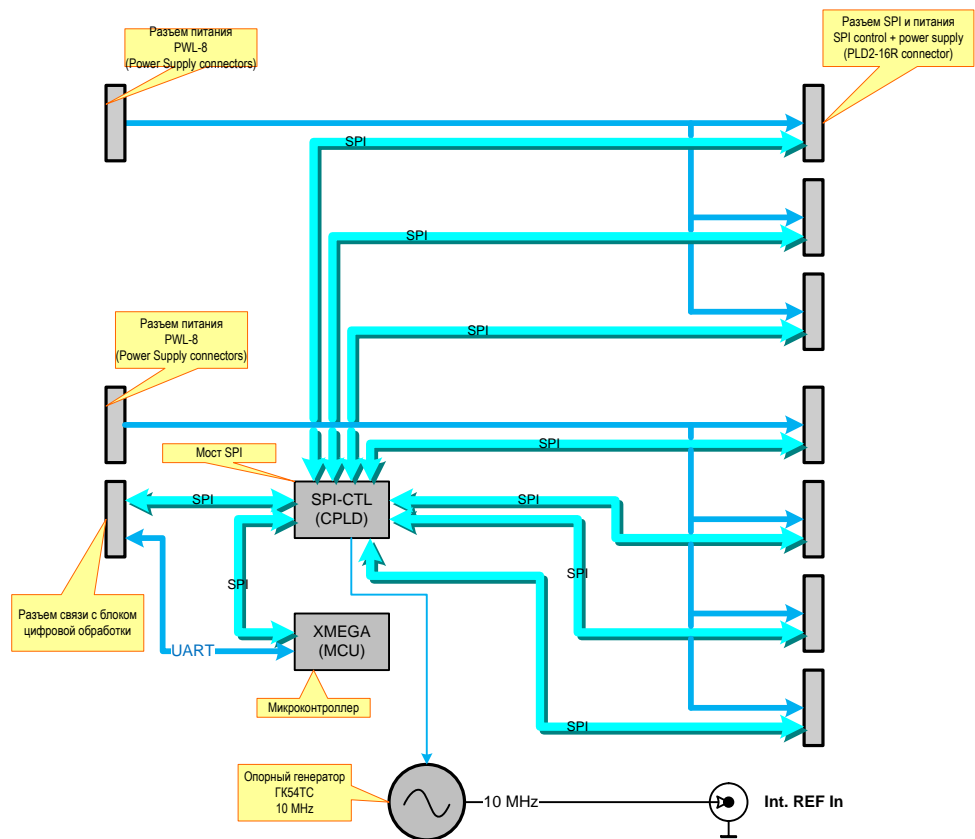 Разъем питания
PWL-8
(Power Supply connectors)
Разъем SPI и питания
SPI control + power supply
(PLD2-16R connector)
SPI
SPI
SPI
Разъем питания
PWL-8
(Power Supply connectors)
Мост SPI
SPI
SPI
SPI-CTL
(CPLD)
SPI
SPI
SPI
Разъем связи с блоком
цифровой обработки
XMEGA
(MCU)
UART
Микроконтроллер
SPI
Опорный генератор
ГК54ТС
10 MHz
10 MHz
Int. REF In